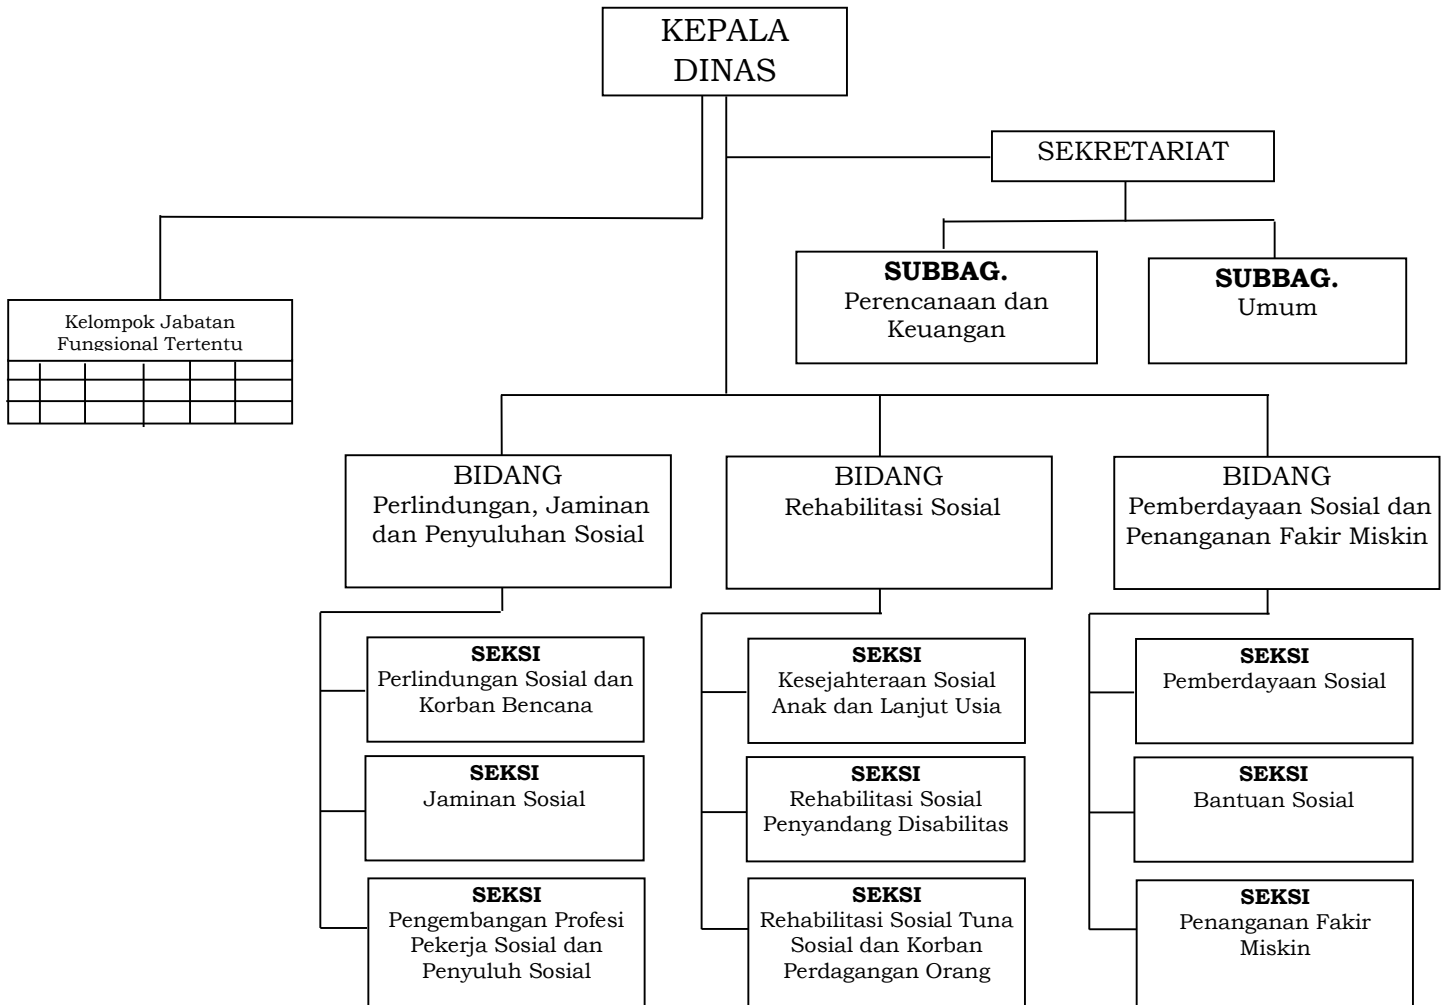 KEPALA
DINAS
SEKRETARIAT
SUBBAG.
Perencanaan dan
Keuangan
SUBBAG.
Umum
Kelompok Jabatan
Fungsional Tertentu
BIDANG
Perlindungan, Jaminan
dan Penyuluhan Sosial
BIDANG
Rehabilitasi Sosial
BIDANG
Pemberdayaan Sosial dan
Penanganan Fakir Miskin
SEKSI
Perlindungan Sosial dan
Korban Bencana
SEKSI
Jaminan Sosial
SEKSI
Pengembangan Profesi
Pekerja Sosial dan
Penyuluh Sosial
SEKSI
Kesejahteraan Sosial
Anak dan Lanjut Usia
SEKSI
Rehabilitasi Sosial
Penyandang Disabilitas
SEKSI
Rehabilitasi Sosial Tuna
Sosial dan Korban
Perdagangan Orang
SEKSI
Pemberdayaan Sosial
SEKSI
Bantuan Sosial
SEKSI
Penanganan Fakir
Miskin